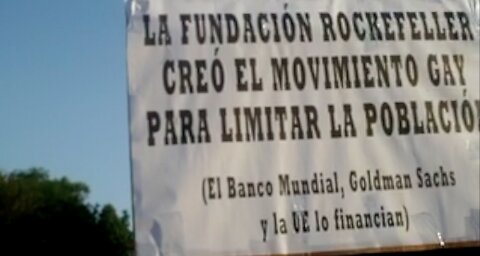 LA FUNDACIÓN ROCKEFELLER
CREÓ EL MOVIMIENTO GAY
PARA LIMITAR LA POBLACIÓN
(El Banco Mundial, Goldman Sachs
y la UE lo financian)